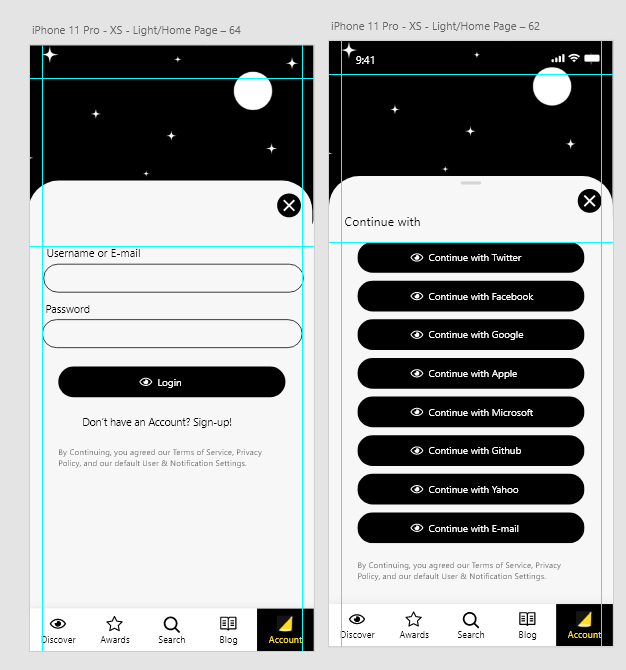 iPhone 11 Pro - XS - Light/Home Page – 64
Username or E-mail
Password
Login
Don't have an Account? Sign-up!
By Continuing, you agreed our Terms of Service, Privacy
Policy, and our default User & Notification Settings.
Discover
Awards
Search
Blog
Account
iPhone 11 Pro - XS - Light/Home Page – 62
9:41
Continue with
Continue with Twitter
Continue with Facebook
Continue with Google
Continue with Apple
Continue with Microsoft
Continue with Github
Continue with Yahoo
Continue with E-mail
By Continuing, you agreed our Terms of Service, Privacy
Policy, and our default User & Notification Settings.
Discover
Awards
Search
Blog
Account